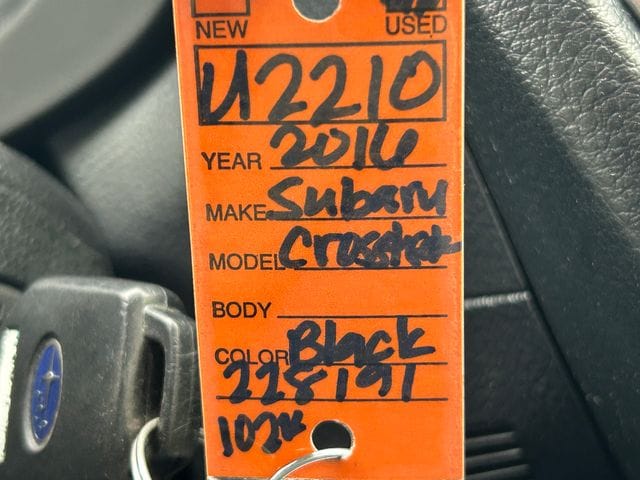 NEW USED
U2210
YEAR 2016
MAKE Subaru
MODEL Crosstrek
BODY
COLOR Black
228191
102K